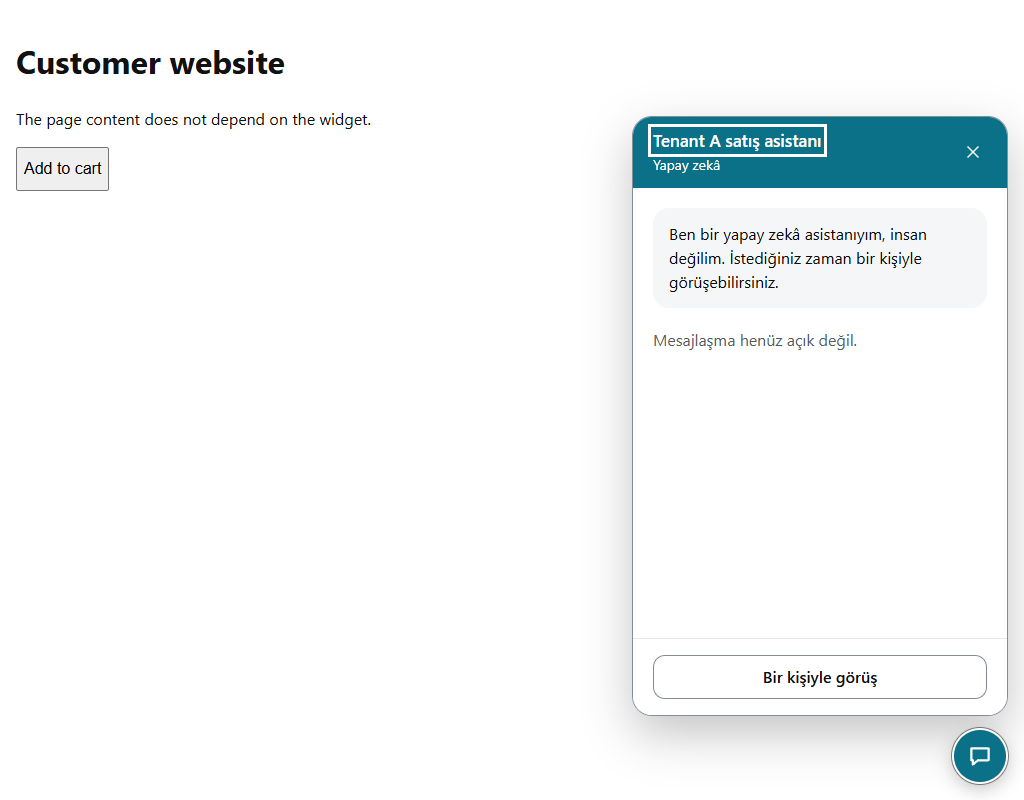 Customer website
The page content does not depend on the widget.
Add to cart
Tenant A satış asistanı
Yapay zekâ
Ben bir yapay zekâ asistanıyım, insan
değilim. İstediğiniz zaman bir kişiyle
görüşebilirsiniz.
Mesajlaşma henüz açık değil.
Bir kişiyle görüş